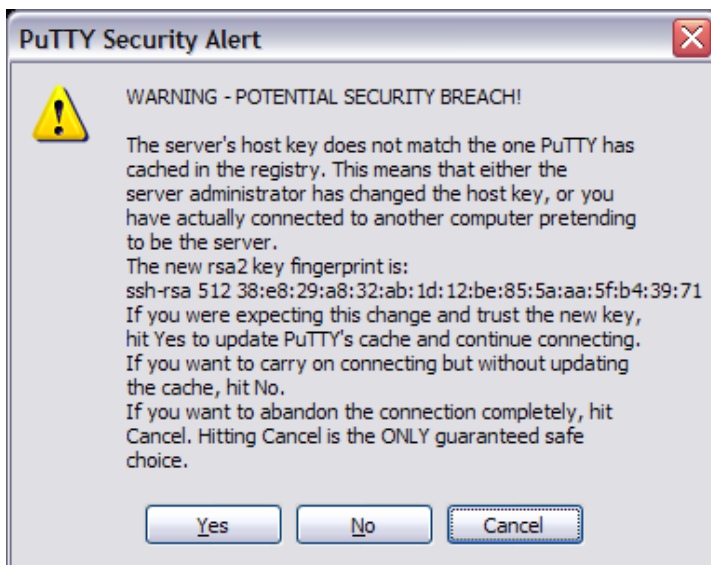 PuTTY Security Alert
WARNING - POTENTIAL SECURITY BREACH!
The server's host key does not match the one PuTTY has
cached in the registry. This means that either the
server administrator has changed the host key, or you
have actually connected to another computer pretending
to be the server.
The new rsa2 key fingerprint is:
ssh-rsa 512 38:e8:29:a8:32:ab:1d:12:be:85:5a:aa:5f:b4:39:71
If you were expecting this change and trust the new key,
hit Yes to update PuTTY's cache and continue connecting.
If you want to carry on connecting but without updating
the cache, hit No.
If you want to abandon the connection completely, hit
Cancel. Hitting Cancel is the ONLY guaranteed safe
choice.
Yes No Cancel